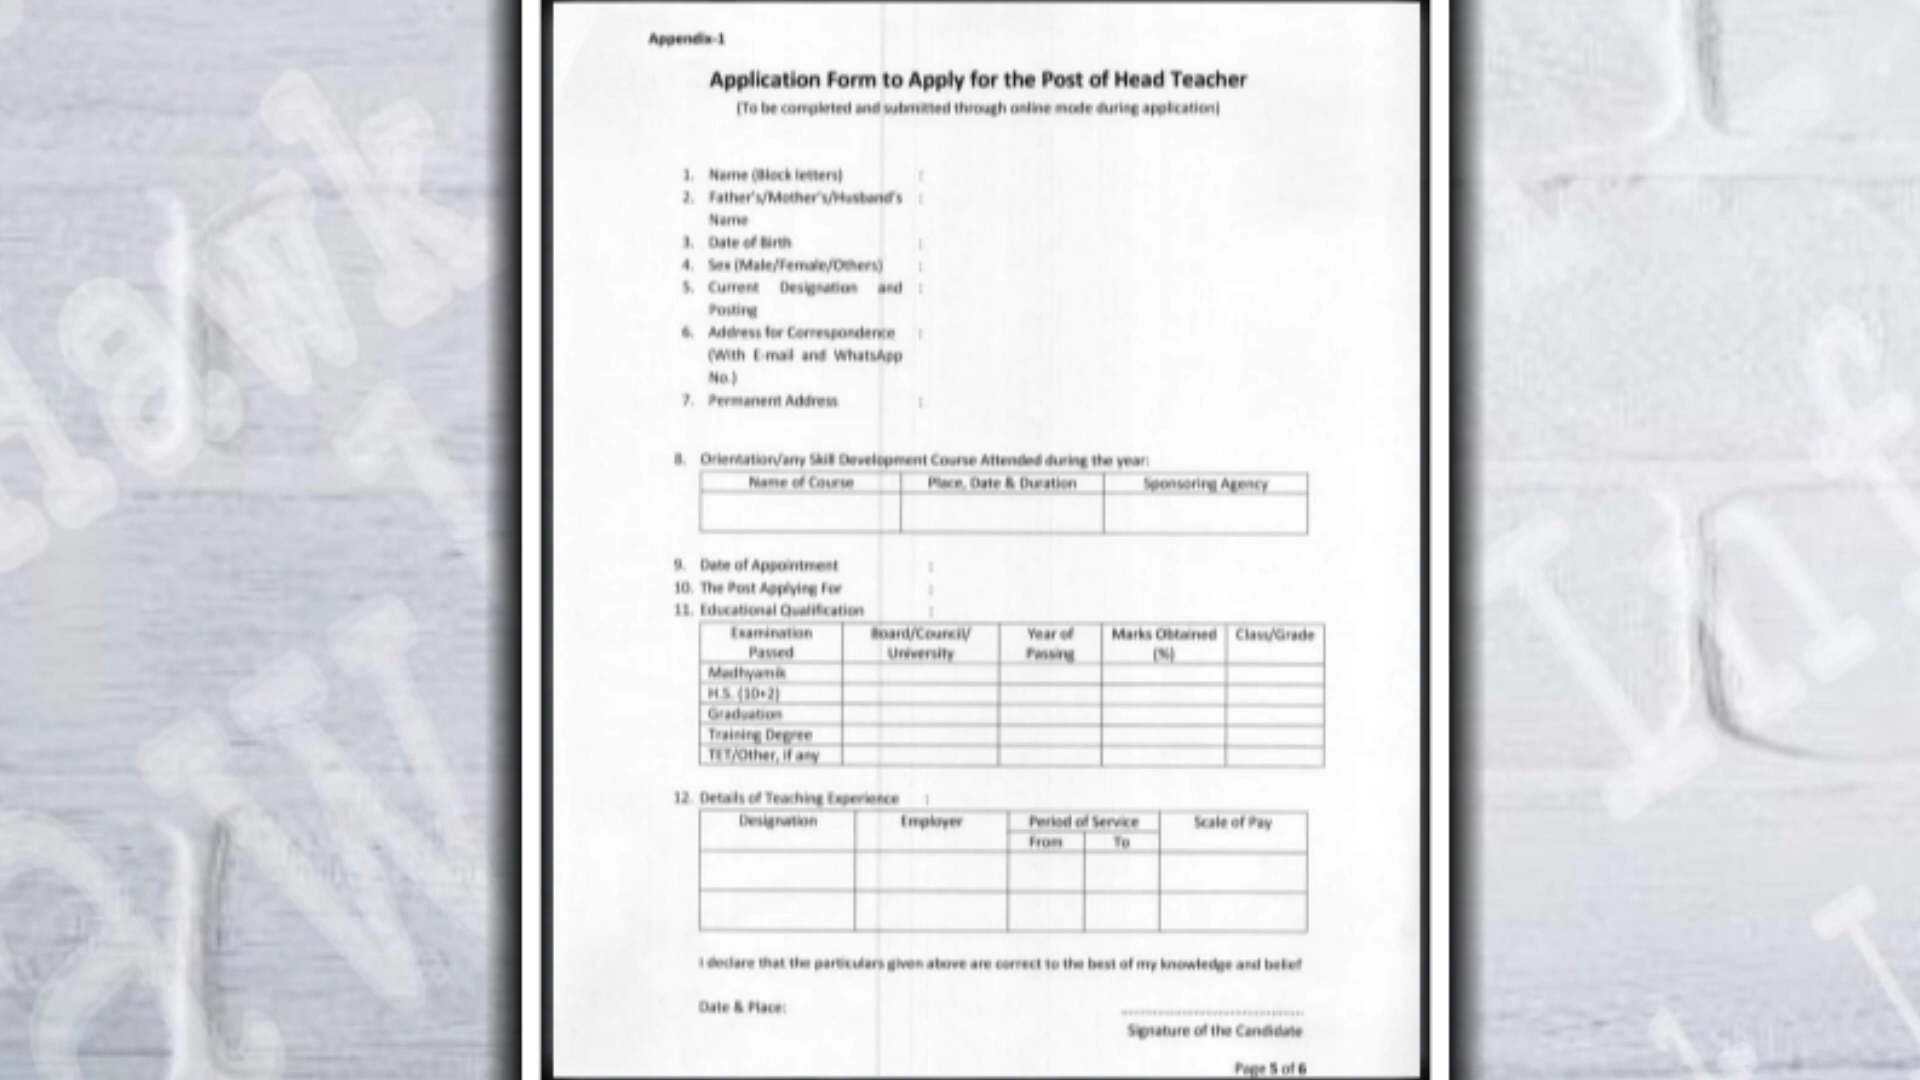 Appendix-1
Application Form to Apply for the Post of Head Teacher
(To be completed and submitted through online mode during application)
1. Name (Block letters) :
2. Father's/Mother's/Husband's :
Name
3. Date of Birth :
4. Sex (Male/Female/Others) :
5. Current Designation and :
Posting
6. Address for Correspondence :
(With E-mail and WhatsApp
No.)
7. Permanent Address :
8. Orientation/any Skill Development Course Attended during the year:
Name of Course Place, Date & Duration Sponsoring Agency
9. Date of Appointment :
10. The Post Applying For :
11. Educational Qualification :
Examination Board/Council/ Year of Marks Obtained Class/Grade
Passed University Passing (%)
Madhyamik
H.S. (10+2)
Graduation
Training Degree
TET/Other, if any
12. Details of Teaching Experience :
Designation Employer Period of Service Scale of Pay
From To
I declare that the particulars given above are correct to the best of my knowledge and belief
Date & Place:
Signature of the Candidate
Page 5 of 6